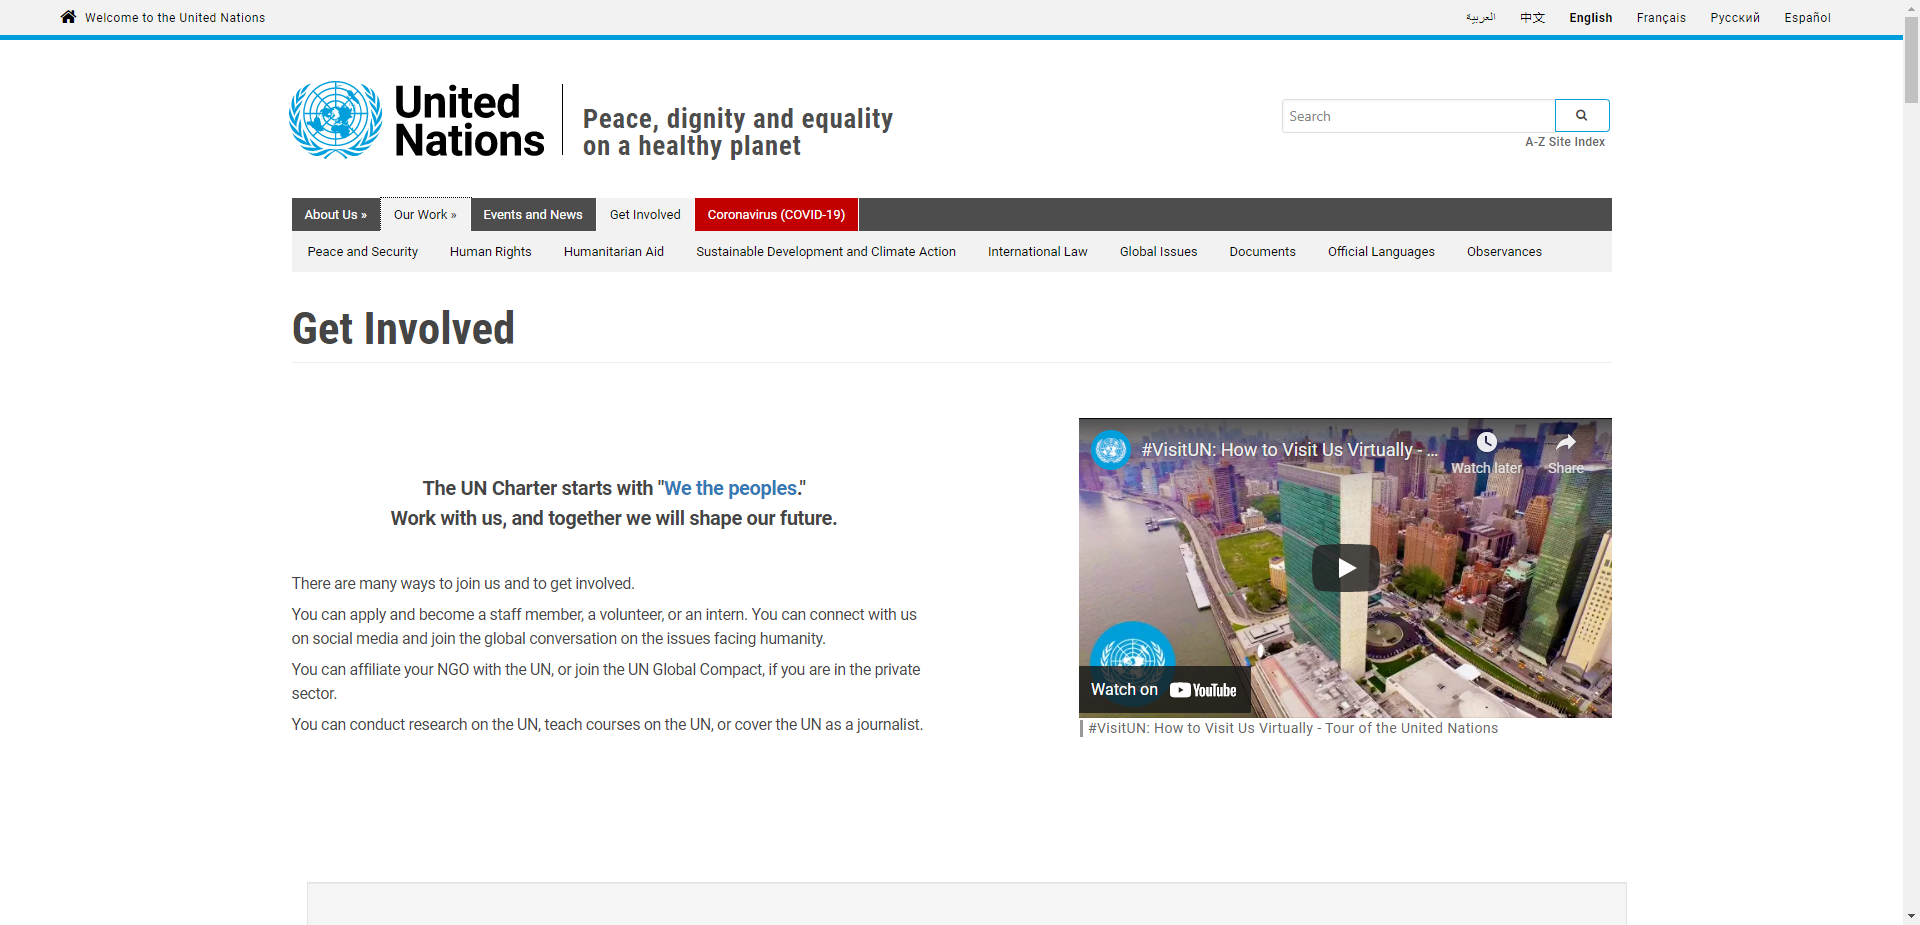 Welcome to the United Nations
العربية
中文
English
Français
Русский
Español
United
Nations
Peace, dignity and equality
on a healthy planet
Search
A-Z Site Index
About Us »
Our Work »
Events and News
Get Involved
Coronavirus (COVID-19)
Peace and Security
Human Rights
Humanitarian Aid
Sustainable Development and Climate Action
International Law
Global Issues
Documents
Official Languages
Observances
Get Involved
The UN Charter starts with "We the peoples."
Work with us, and together we will shape our future.
There are many ways to join us and to get involved.
You can apply and become a staff member, a volunteer, or an intern. You can connect with us
on social media and join the global conversation on the issues facing humanity.
You can affiliate your NGO with the UN, or join the UN Global Compact, if you are in the private
sector.
You can conduct research on the UN, teach courses on the UN, or cover the UN as a journalist.
#VisitUN: How to Visit Us Virtually - ...
Watch later
Share
Watch on YouTube
#VisitUN: How to Visit Us Virtually - Tour of the United Nations